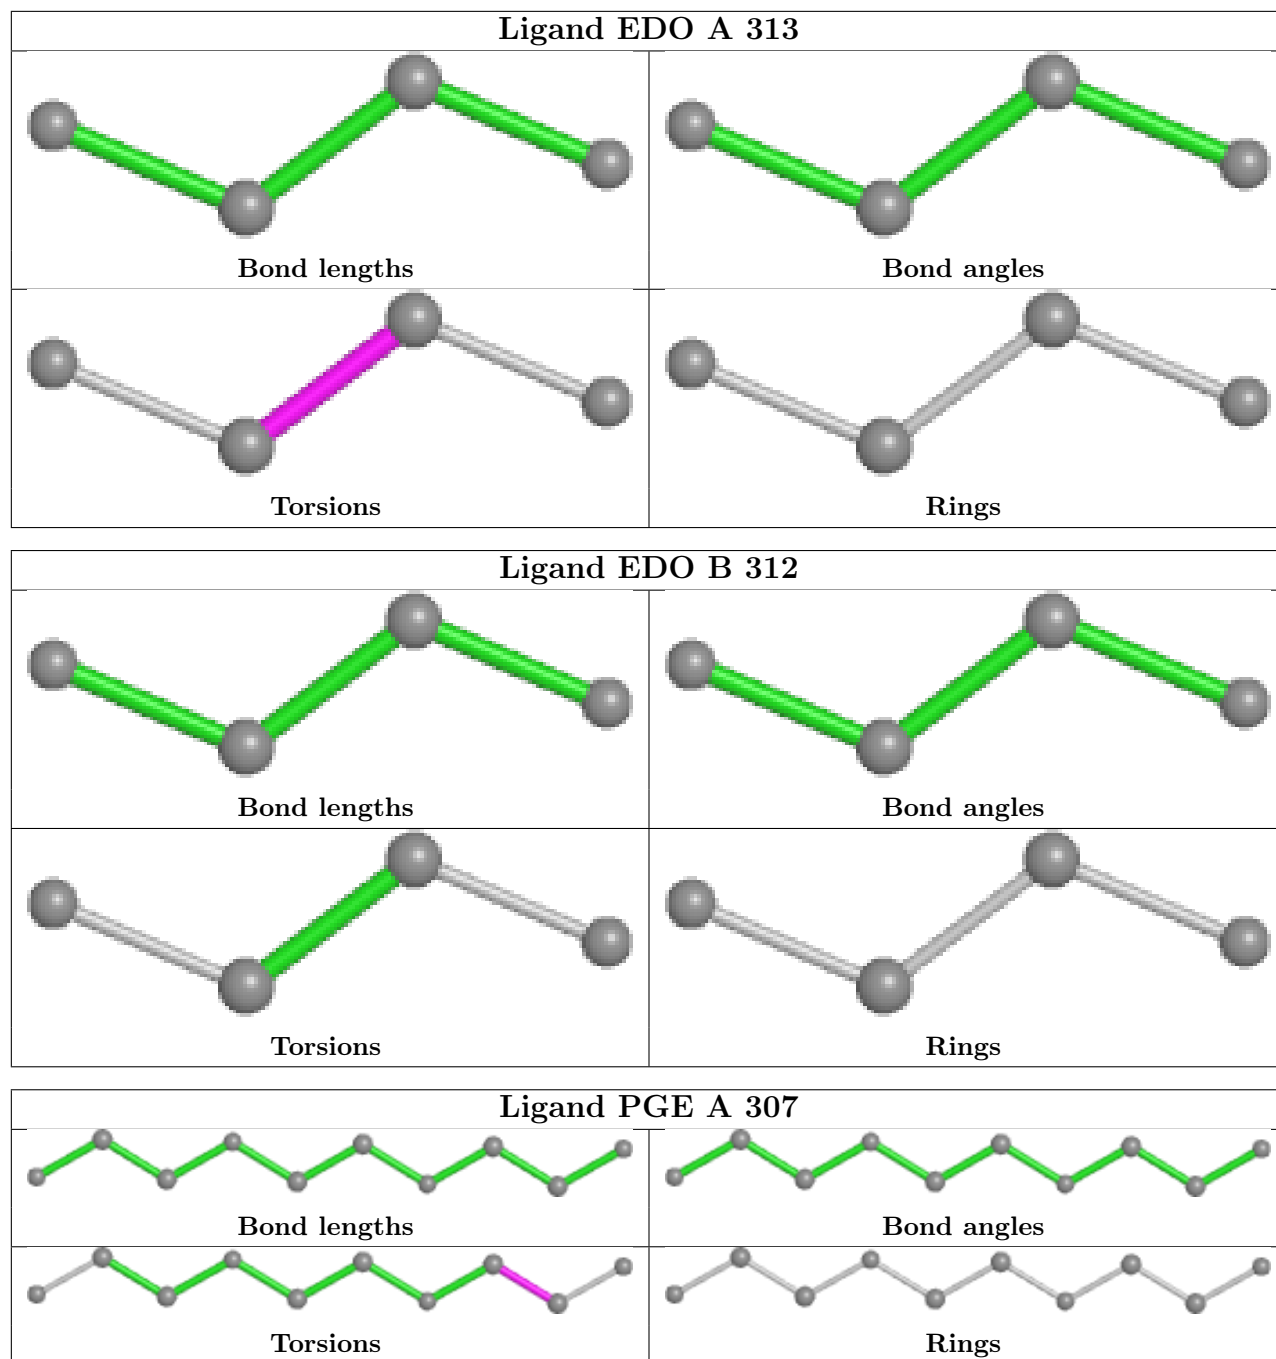 Ligand EDO A 313
Bond lengths
Bond angles
Torsions
Rings
Ligand EDO B 312
Bond lengths
Bond angles
Torsions
Rings
Ligand PGE A 307
Bond lengths
Bond angles
Torsions
Rings